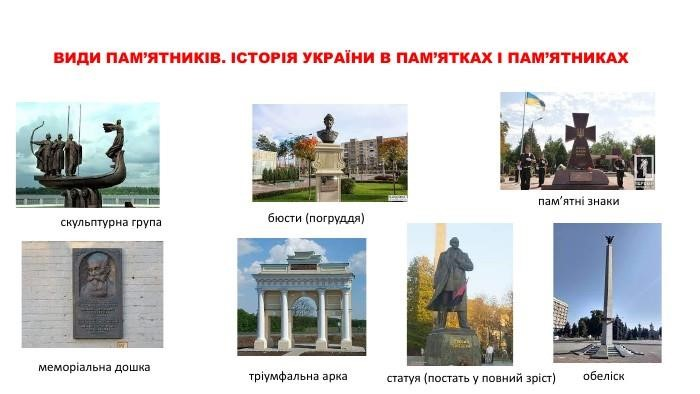 ВИДИ ПАМ’ЯТНИКІВ. ІСТОРІЯ УКРАЇНИ В ПАМ’ЯТКАХ І ПАМ’ЯТНИКАХ
скульптурна група
бюсти (погруддя)
пам’ятні знаки
меморіальна дошка
тріумфальна арка
статуя (постать у повний зріст)
обеліск